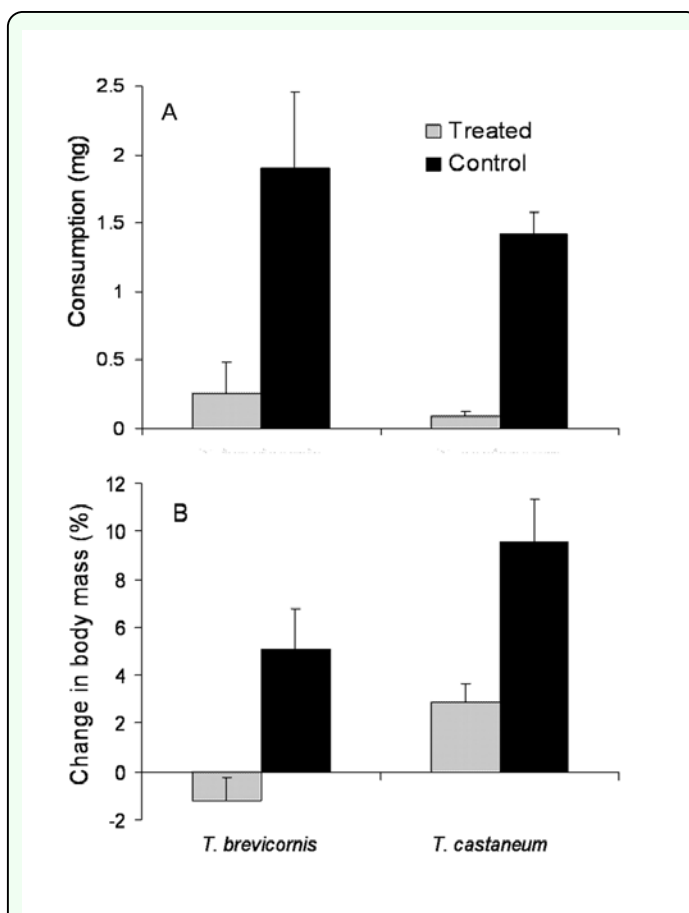 A
Treated
Control
Consumption (mg)
2.5
2
1.5
1
0.5
0
B
Change in body mass (%)
12
10
8
6
4
2
0
-2
T. brevicornis
T. castaneum